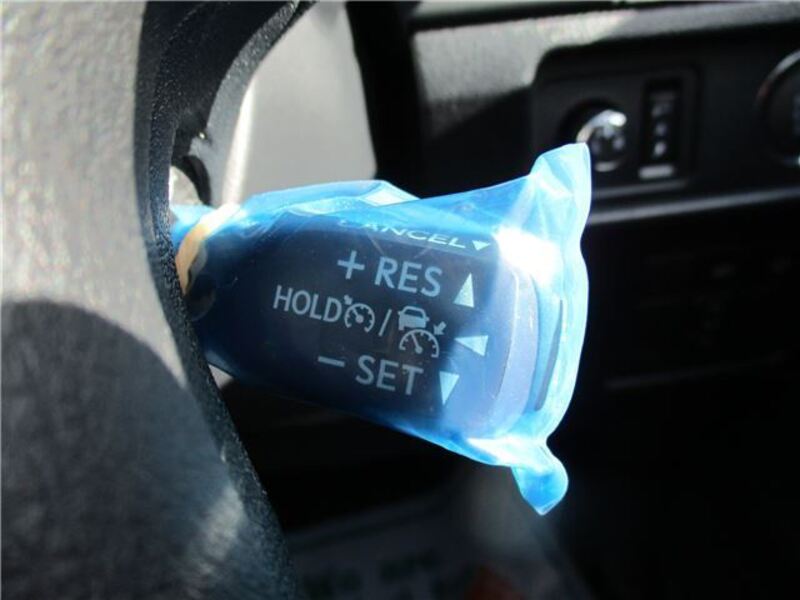 CANCEL ▼
+ RES ▲
HOLD / ◀
− SET ▼